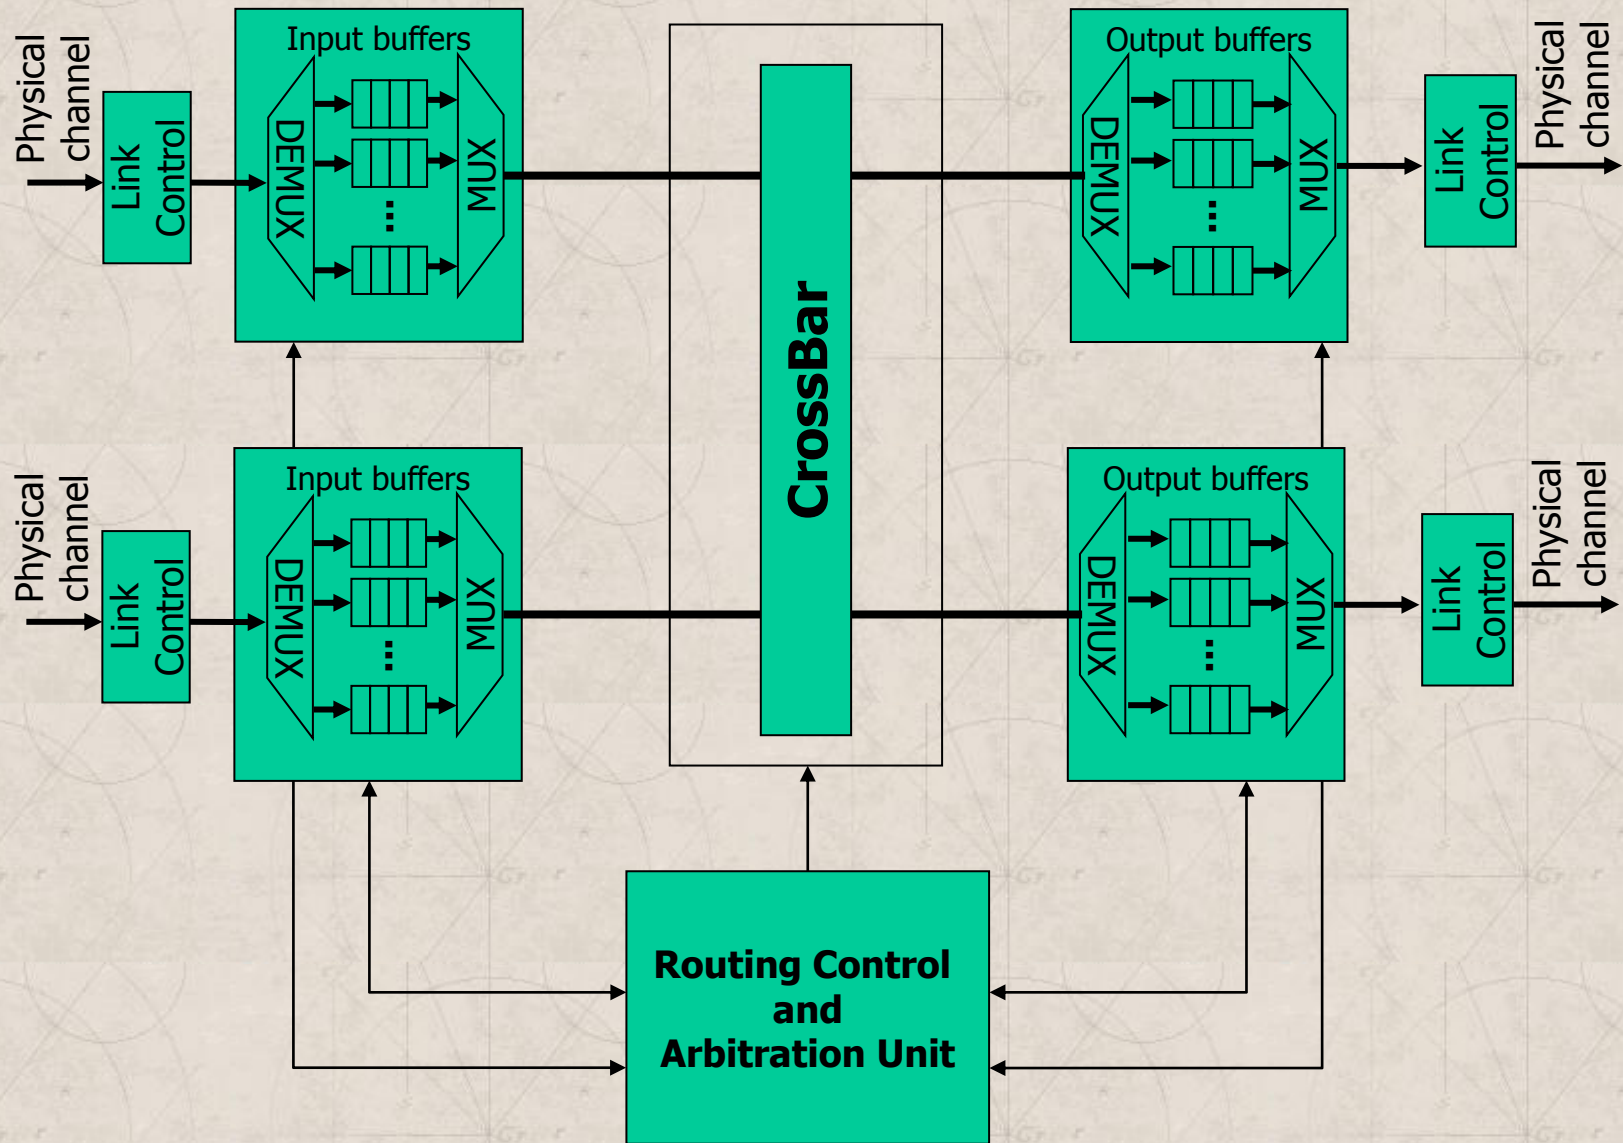 Physical
channel
Link
Control
Input buffers
DEMUX
...
MUX
CrossBar
Output buffers
DEMUX
...
MUX
Link
Control
Physical
channel
Physical
channel
Link
Control
Input buffers
DEMUX
...
MUX
Output buffers
DEMUX
...
MUX
Link
Control
Physical
channel
Routing Control
and
Arbitration Unit